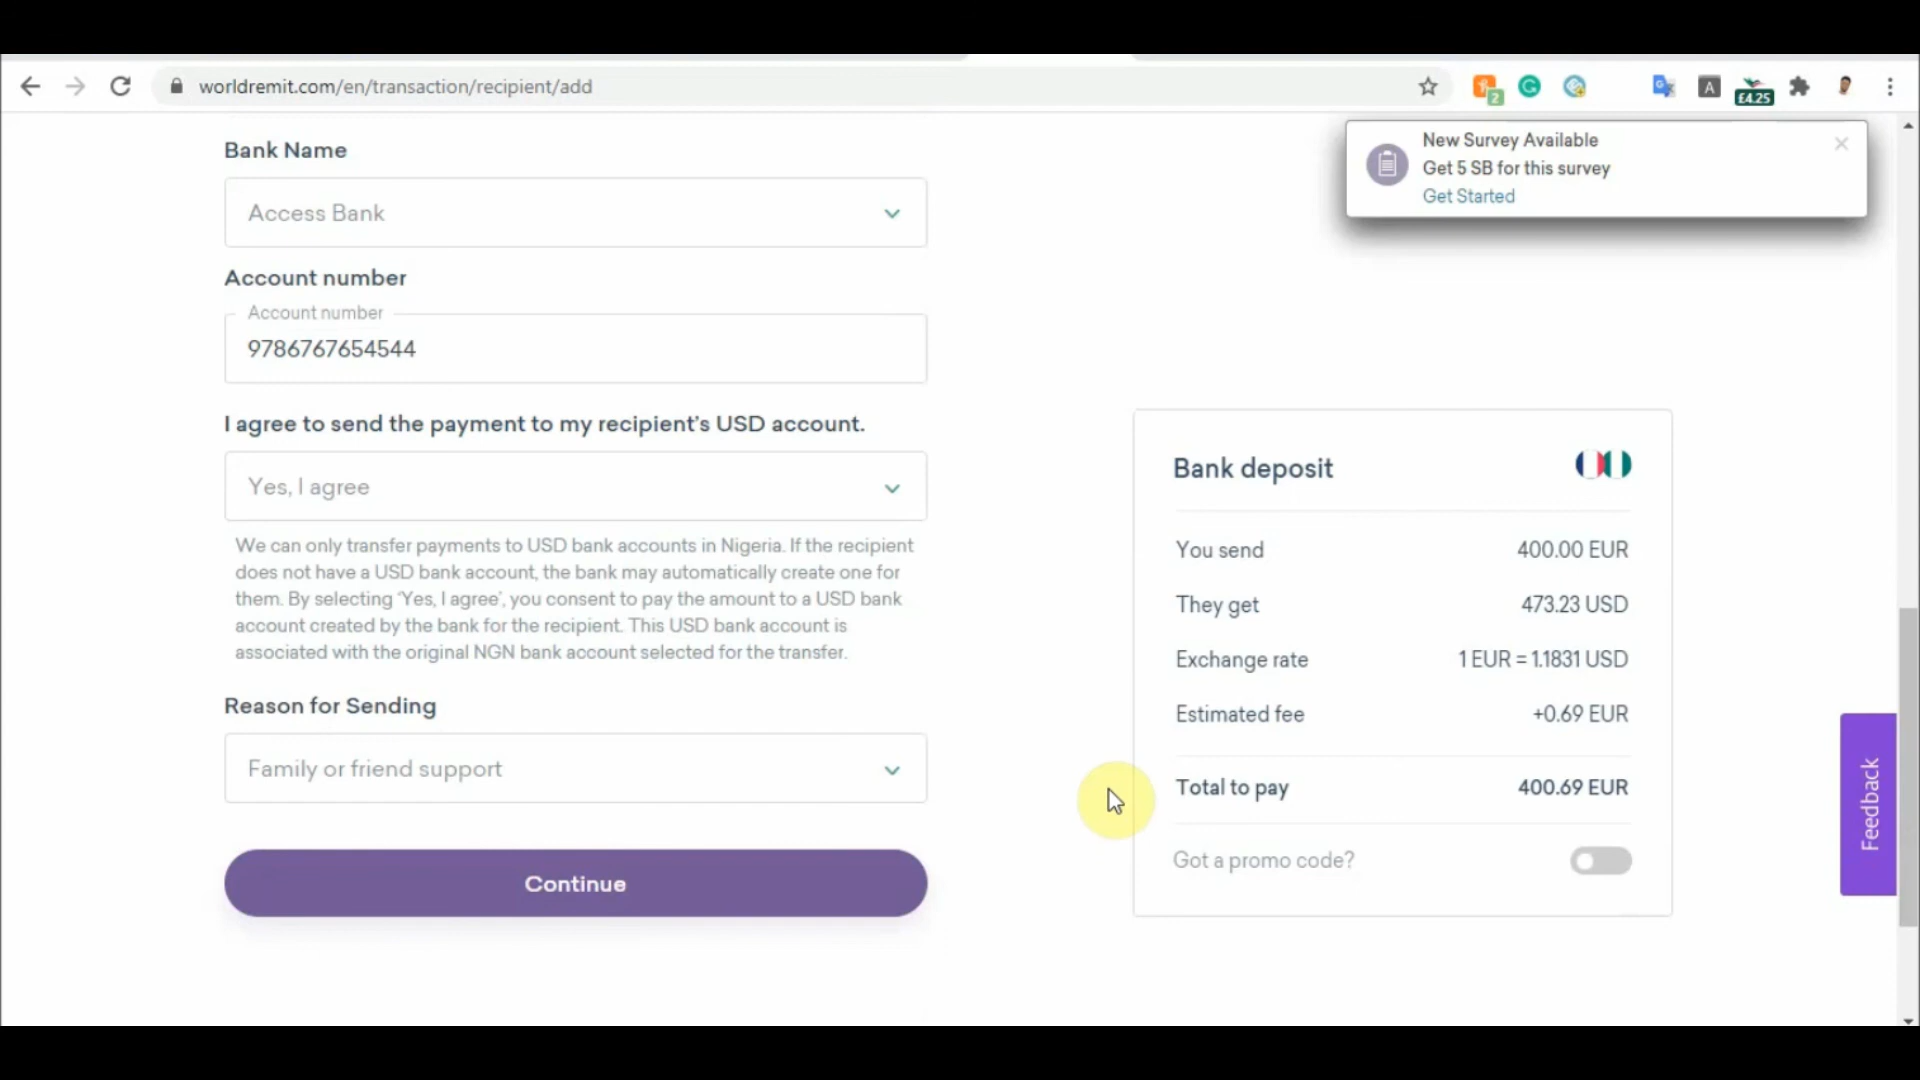 worldremit.com/en/transaction/recipient/add
2
A
£4.25
New Survey Available
Get 5 SB for this survey
Get Started
Bank Name
Access Bank
Account number
Account number
9786767654544
I agree to send the payment to my recipient's USD account.
Yes, I agree
We can only transfer payments to USD bank accounts in Nigeria. If the recipient
does not have a USD bank account, the bank may automatically create one for
them. By selecting 'Yes, I agree', you consent to pay the amount to a USD bank
account created by the bank for the recipient. This USD bank account is
associated with the original NGN bank account selected for the transfer.
Reason for Sending
Family or friend support
Continue
Bank deposit
You send 400.00 EUR
They get 473.23 USD
Exchange rate 1 EUR = 1.1831 USD
Estimated fee +0.69 EUR
Total to pay 400.69 EUR
Got a promo code?
Feedback